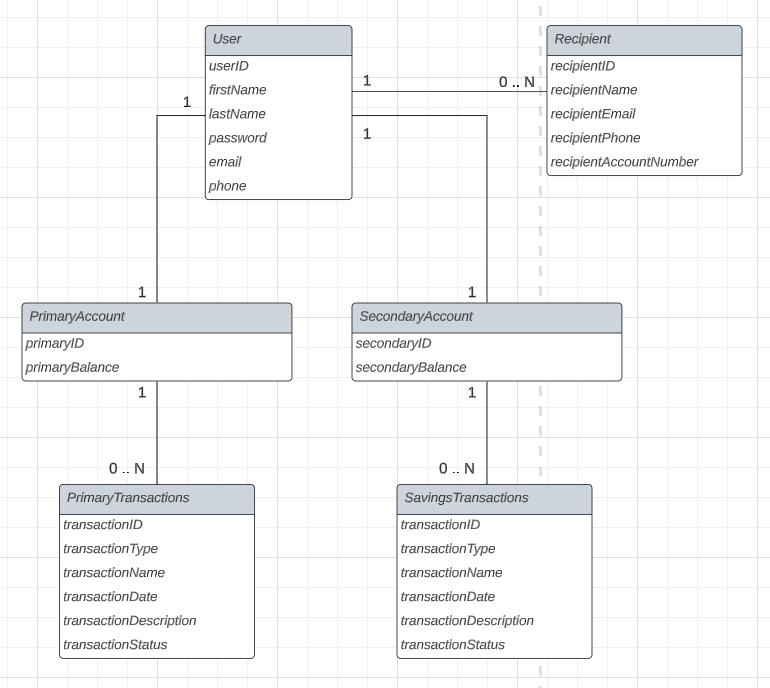 User
userID
firstName
lastName
password
email
phone
Recipient
recipientID
recipientName
recipientEmail
recipientPhone
recipientAccountNumber
1
0 .. N
1
1
1
1
PrimaryAccount
primaryID
primaryBalance
SecondaryAccount
secondaryID
secondaryBalance
1
1
0 .. N
0 .. N
PrimaryTransactions
transactionID
transactionType
transactionName
transactionDate
transactionDescription
transactionStatus
SavingsTransactions
transactionID
transactionType
transactionName
transactionDate
transactionDescription
transactionStatus